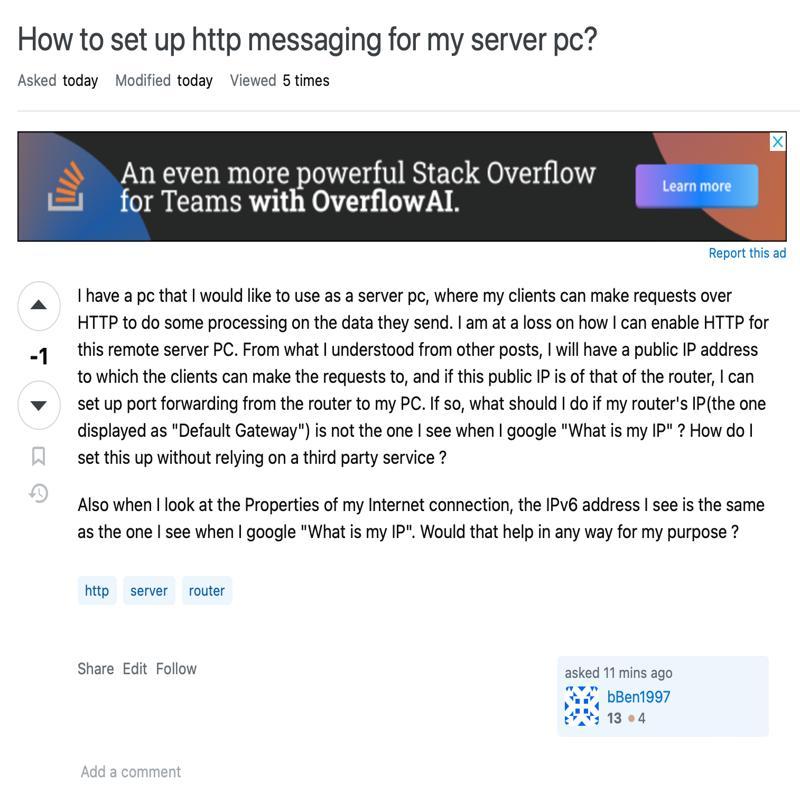 How to set up http messaging for my server pc?
Asked today Modified today Viewed 5 times
An even more powerful Stack Overflow
for Teams with OverflowAI.
Learn more
Report this ad
I have a pc that I would like to use as a server pc, where my clients can make requests over
HTTP to do some processing on the data they send. I am at a loss on how I can enable HTTP for
this remote server PC. From what I understood from other posts, I will have a public IP address
-1
to which the clients can make the requests to, and if this public IP is of that of the router, I can
set up port forwarding from the router to my PC. If so, what should I do if my router's IP(the one
displayed as "Default Gateway") is not the one I see when I google "What is my IP" ? How do I
set this up without relying on a third party service ?
Also when I look at the Properties of my Internet connection, the IPv6 address I see is the same
as the one I see when I google "What is my IP". Would that help in any way for my purpose ?
http server router
Share Edit Follow
asked 11 mins ago
bBen1997
13 4
Add a comment